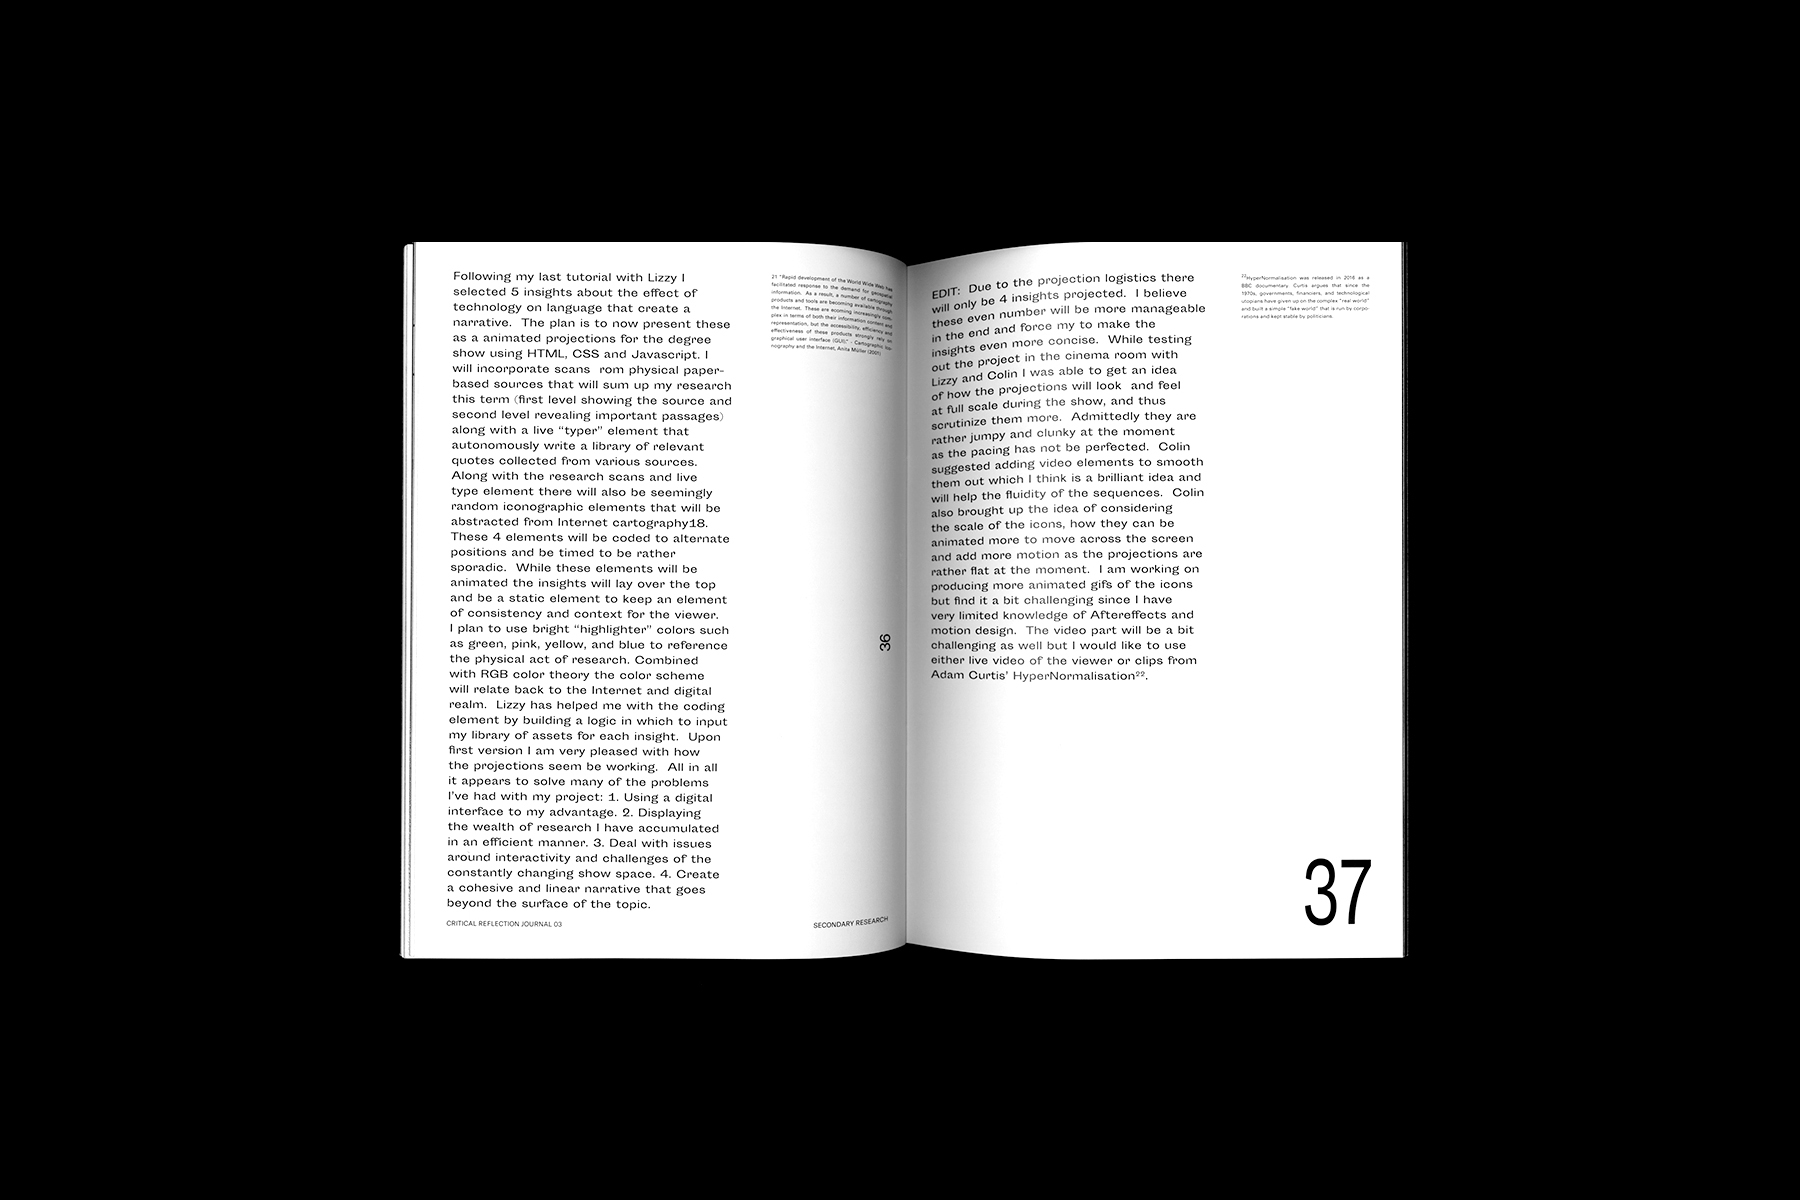 Following my last tutorial with Lizzy I
selected 5 insights about the effect of
technology on language that create a
narrative.  The plan is to now present these
as a animated projections for the degree
show using HTML, CSS and Javascript. I
will incorporate scans  rom physical paper-
based sources that will sum up my research
this term (first level showing the source and
second level revealing important passages)
along with a live “typer” element that
autonomously write a library of relevant
quotes collected from various sources.
Along with the research scans and live
type element there will also be seemingly
random iconographic elements that will be
abstracted from Internet cartography18.
These 4 elements will be coded to alternate
positions and be timed to be rather
sporadic.  While these elements will be
animated the insights will lay over the top
and be a static element to keep an element
of consistency and context for the viewer.
I plan to use bright “highlighter” colors such
as green, pink, yellow, and blue to reference
the physical act of research. Combined
with RGB color theory the color scheme
will relate back to the Internet and digital
realm.  Lizzy has helped me with the coding
element by building a logic in which to input
my library of assets for each insight.  Upon
first version I am very pleased with how
the projections seem be working.  All in all
it appears to solve many of the problems
I’ve had with my project: 1. Using a digital
interface to my advantage. 2. Displaying
the wealth of research I have accumulated
in an efficient manner. 3. Deal with issues
around interactivity and challenges of the
constantly changing show space. 4. Create
a cohesive and linear narrative that goes
beyond the surface of the topic.
CRITICAL REFLECTION JOURNAL 03
21 “Rapid development of the World Wide Web has
facilitated response to the demand for geospatial
information.  As a result, a number of cartography
products and tools are becoming available through
the Internet. These are ecoming increasingly com-
plex in terms of both their information content and
representation, but the accessibility, efficiency and
effectiveness of these products strongly rely on
graphical user interface (GUI).” - Cartographic Ico-
nography and the Internet, Anita Müller (2001)
36
SECONDARY RESEARCH
EDIT:  Due to the projection logistics there
will only be 4 insights projected.  I believe
these even number will be more manageable
in the end and force my to make the
insights even more concise.  While testing
out the project in the cinema room with
Lizzy and Colin I was able to get an idea
of how the projections will look  and feel
at full scale during the show, and thus
scrutinize them more.  Admittedly they are
rather jumpy and clunky at the moment
as the pacing has not be perfected.  Colin
suggested adding video elements to smooth
them out which I think is a brilliant idea and
will help the fluidity of the sequences.  Colin
also brought up the idea of considering
the scale of the icons, how they can be
animated more to move across the screen
and add more motion as the projections are
rather flat at the moment.  I am working on
producing more animated gifs of the icons
but find it a bit challenging since I have
very limited knowledge of Aftereffects and
motion design.  The video part will be a bit
challenging as well but I would like to use
either live video of the viewer or clips from
Adam Curtis’ HyperNormalisation²².
²²HyperNormalisation was released in 2016 as a
BBC documentary. Curtis argues that since the
1970s, governments, financiers, and technological
utopians have given up on the complex “real world”
and built a simple “fake world” that is run by corpo-
rations and kept stable by politicians.
37